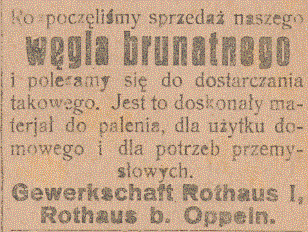 Rozpoczęliśmy sprzedaż naszego
węgla brunatnego
i polecamy się do dostarczania
takowego. Jest to doskonały ma-
terjał do palenia, dla użytku do-
mowego i dla potrzeb przemy-
słowych.
Gewerkschaft Rothaus I,
Rothaus b. Oppeln.